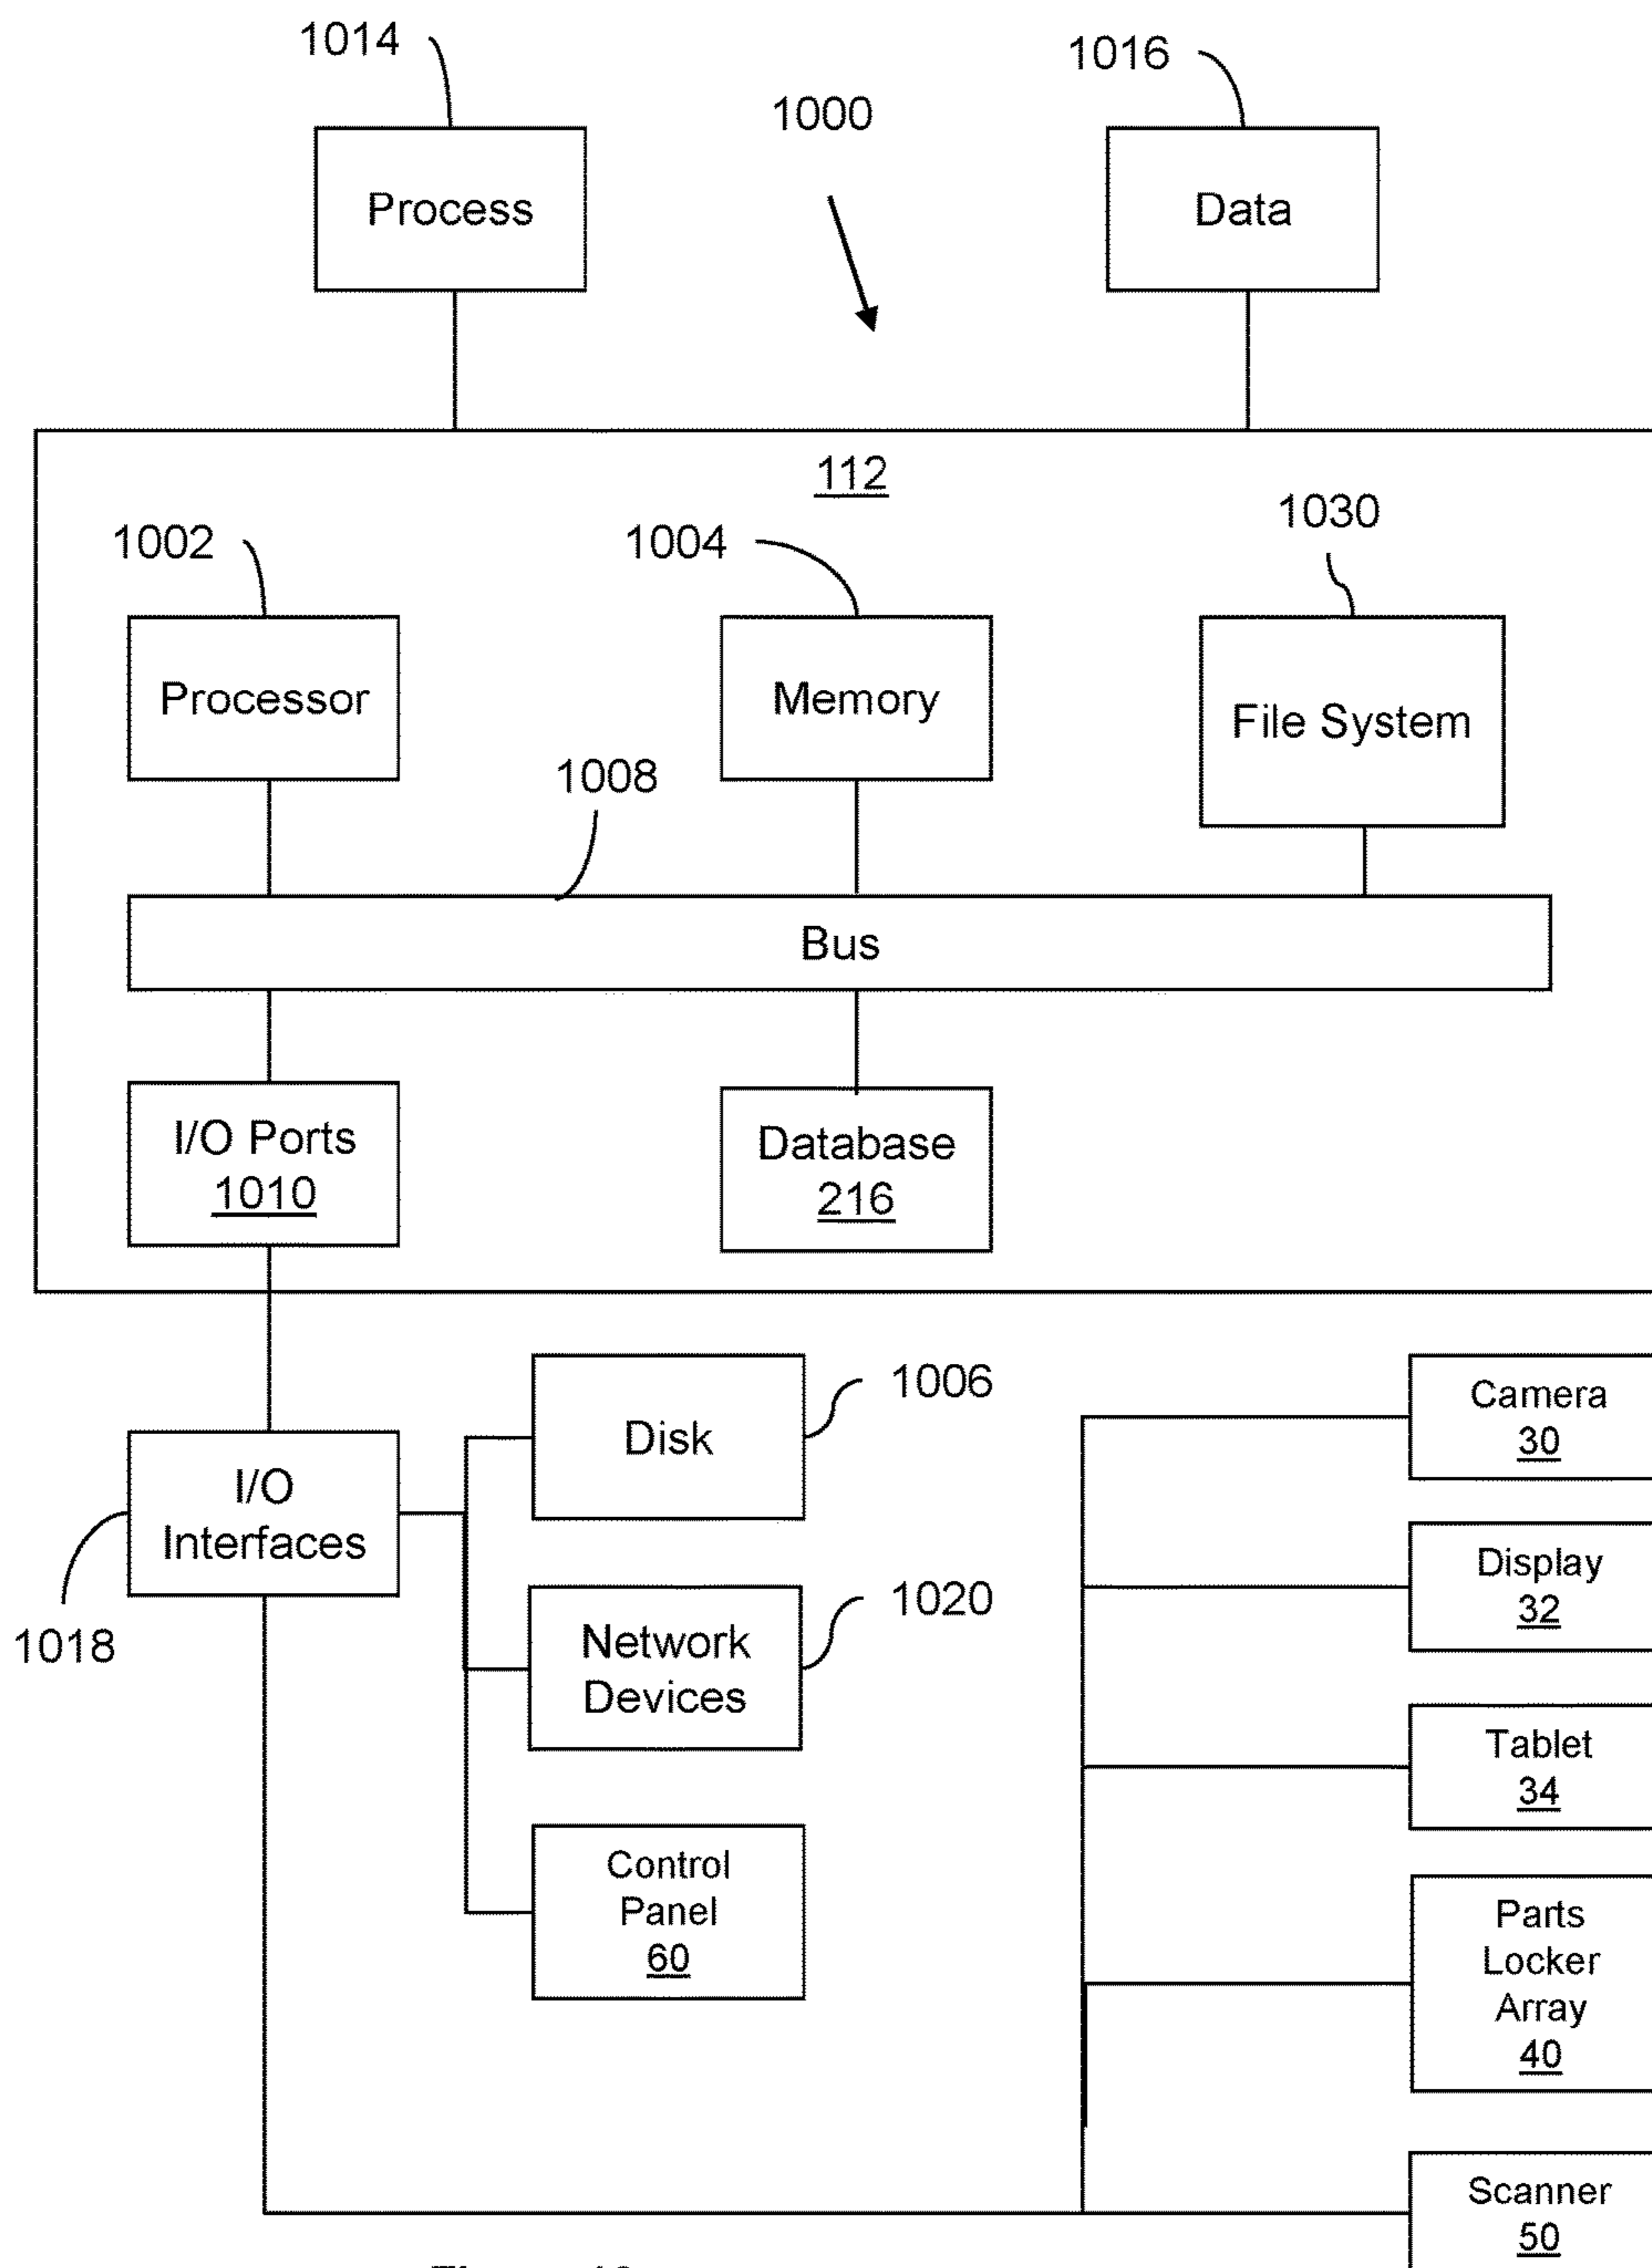 1014
1016
1000
Process
Data
112
1002
1004
1030
Processor
Memory
File System
1008
Bus
I/O Ports
1010
Database
216
Disk
1006
Camera
30
I/O
Interfaces
1018
Network
Devices
1020
Display
32
Tablet
34
Control
Panel
60
Parts
Locker
Array
40
Scanner
50